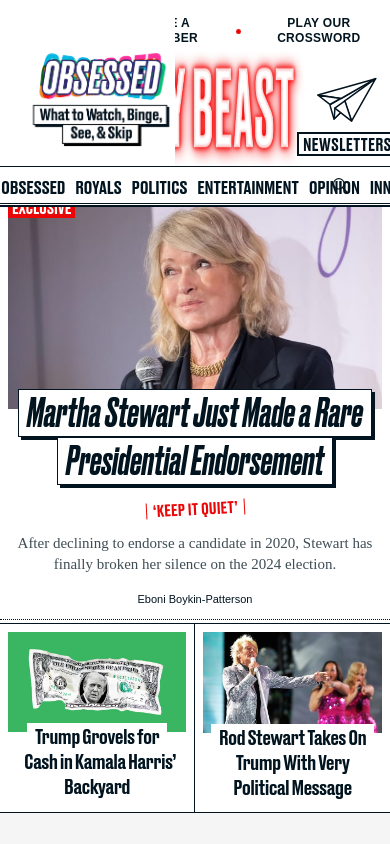 PLAY OUR
CROSSWORD
OBSESSED
What to Watch, Binge,
See, & Skip
BEAST
NEWSLETTERS
OBSESSED ROYALS POLITICS ENTERTAINMENT OPINION INN
EXCLUSIVE
Martha Stewart Just Made a Rare
Presidential Endorsement
‘KEEP IT QUIET’
After declining to endorse a candidate in 2020, Stewart has
finally broken her silence on the 2024 election.
Eboni Boykin-Patterson
Trump Grovels for
Cash in Kamala Harris’
Backyard
Rod Stewart Takes On
Trump With Very
Political Message